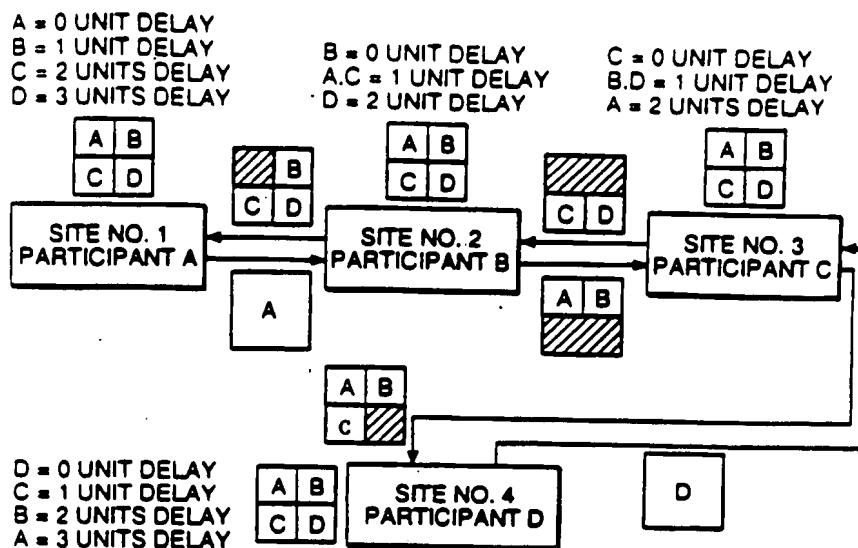 A = 0 UNIT DELAY
B = 1 UNIT DELAY
C = 2 UNITS DELAY
D = 3 UNITS DELAY
B = 0 UNIT DELAY
A.C = 1 UNIT DELAY
D = 2 UNIT DELAY
C = 0 UNIT DELAY
B.D = 1 UNIT DELAY
A = 2 UNITS DELAY
A B
C D
B
C D
A B
C D
C D
A B
C D
SITE NO. 1
PARTICIPANT A
SITE NO. 2
PARTICIPANT B
SITE NO. 3
PARTICIPANT C
A
A B
A B
C
D = 0 UNIT DELAY
C = 1 UNIT DELAY
B = 2 UNITS DELAY
A = 3 UNITS DELAY
A B
C D
SITE NO. 4
PARTICIPANT D
D